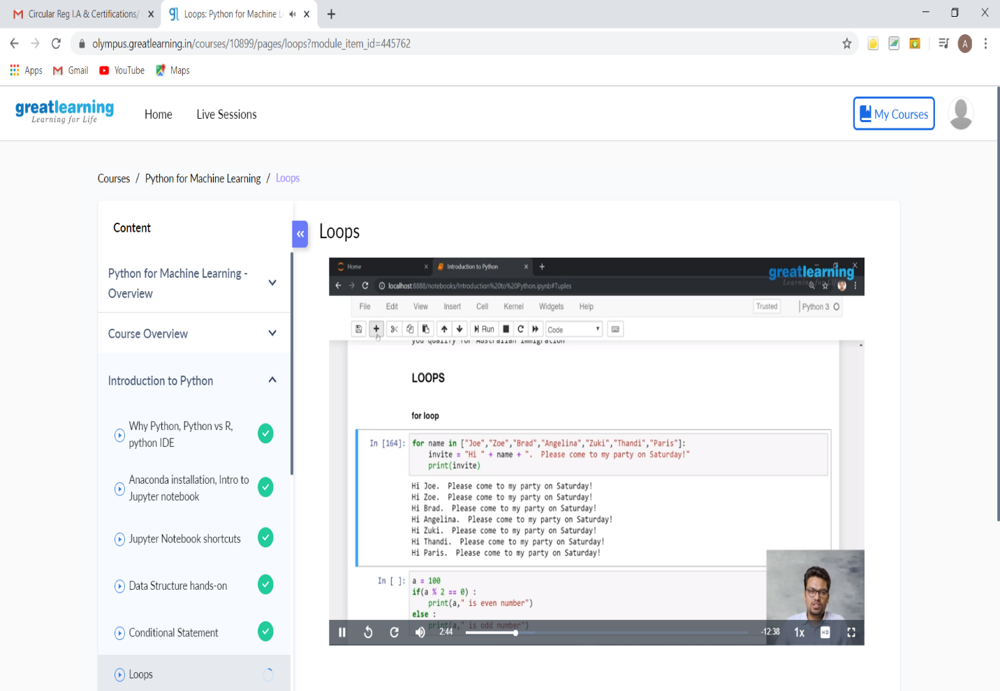 Circular Reg I.A & Certifications/
Loops: Python for Machine L
olympus.greatlearning.in/courses/10899/pages/loops?module_item_id=445762
A
Apps
Gmail
YouTube
Maps
greatlearning
Learning for Life
Home
Live Sessions
My Courses
Courses / Python for Machine Learning / Loops
Content
Python for Machine Learning -
Overview
Course Overview
Introduction to Python
Why Python, Python vs R,
python IDE
Anaconda installation, Intro to
Jupyter notebook
Jupyter Notebook shortcuts
Data Structure hands-on
Conditional Statement
Loops
Loops
Home
Introduction to Python
greatlearning
Learning for Life
localhost:8888/notebooks/Introduction%20to%20Python.ipynb#Tuples
File Edit View Insert Cell Kernel Widgets Help
Trusted
Python 3
Run
Code
you qualify for Australian immigration
LOOPS
for loop
In [164]: for name in ["Joe","Zoe","Brad","Angelina","Zuki","Thandi","Paris"]:
invite = "Hi " + name + ".  Please come to my party on Saturday!"
print(invite)
Hi Joe.  Please come to my party on Saturday!
Hi Zoe.  Please come to my party on Saturday!
Hi Brad.  Please come to my party on Saturday!
Hi Angelina.  Please come to my party on Saturday!
Hi Zuki.  Please come to my party on Saturday!
Hi Thandi.  Please come to my party on Saturday!
Hi Paris.  Please come to my party on Saturday!
In [ ]: a = 100
if(a % 2 == 0) :
print(a," is even number")
else :
print(a," is odd number")
2:44
-12:38
1x
HD